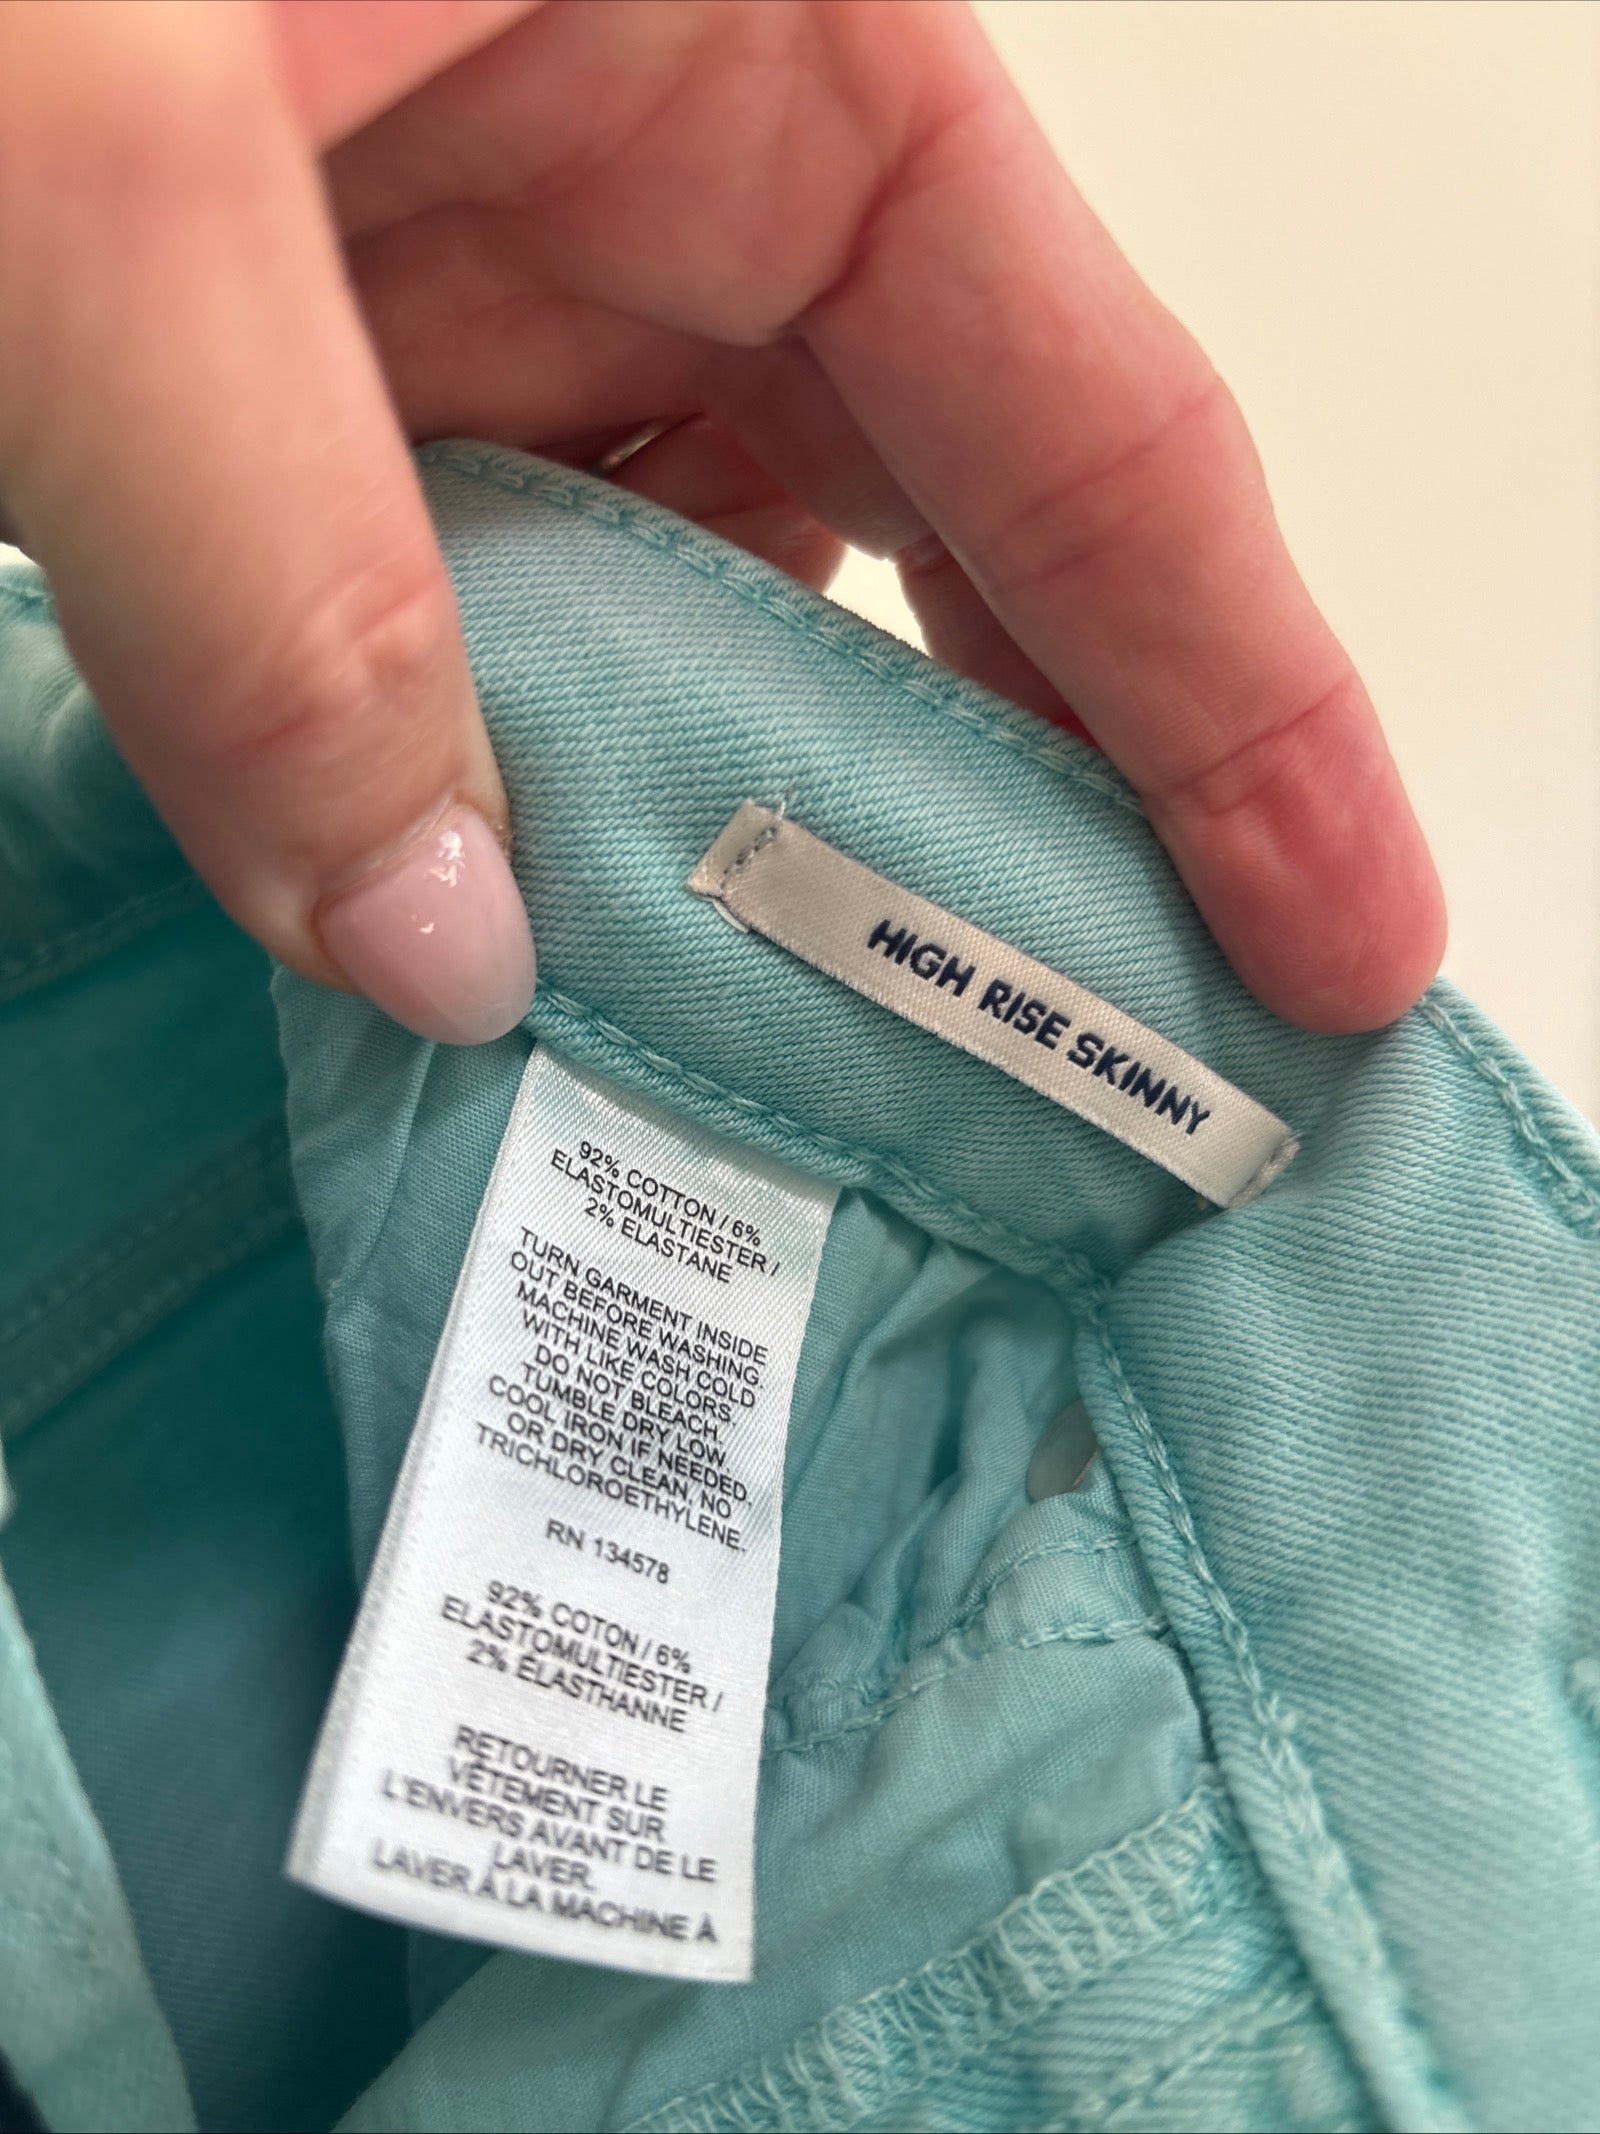 HIGH RISE SKINNY
92% COTTON / 6%
ELASTOMULTIESTER /
2% ELASTANE
TURN GARMENT INSIDE
OUT BEFORE WASHING.
MACHINE WASH COLD
WITH LIKE COLORS.
DO NOT BLEACH.
TUMBLE DRY LOW.
COOL IRON IF NEEDED.
OR DRY CLEAN, NO
TRICHLOROETHYLENE.
RN 134578
92% COTON / 6%
ELASTOMULTIESTER /
2% ÉLASTHANNE
RETOURNER LE
VÊTEMENT SUR
L'ENVERS AVANT DE LE
LAVER.
LAVER À LA MACHINE À